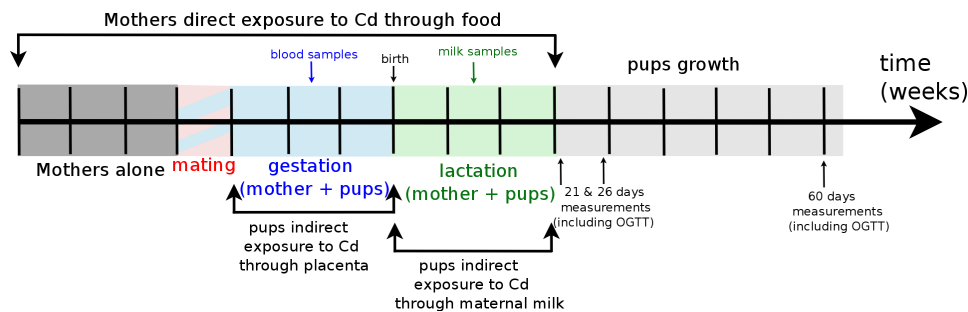 Mothers direct exposure to Cd through food
blood samples
birth
milk samples
pups growth
time
(weeks)
Mothers alone
mating
gestation
(mother + pups)
lactation
(mother + pups)
21 & 26 days
measurements
(including OGTT)
60 days
measurements
(including OGTT)
pups indirect
exposure to Cd
through placenta
pups indirect
exposure to Cd
through maternal milk